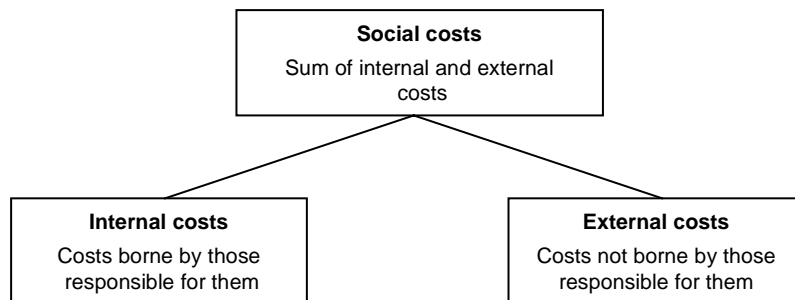 Social costs
Sum of internal and external
costs
Internal costs
Costs borne by those
responsible for them
External costs
Costs not borne by those
responsible for them